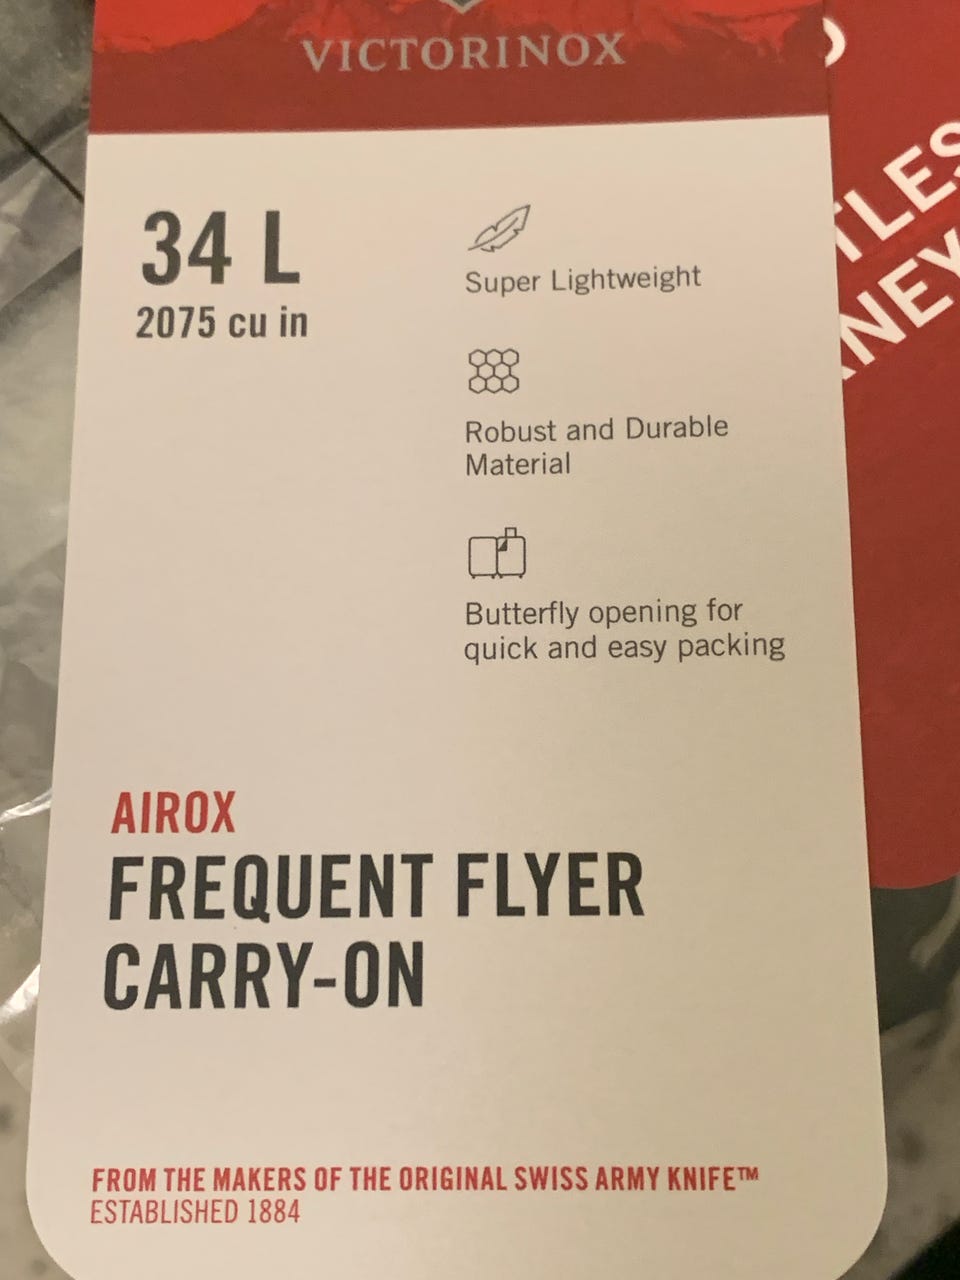 VICTORINOX
34 L
2075 cu in
Super Lightweight
Robust and Durable
Material
Butterfly opening for
quick and easy packing
AIROX
FREQUENT FLYER
CARRY-ON
FROM THE MAKERS OF THE ORIGINAL SWISS ARMY KNIFE™
ESTABLISHED 1884